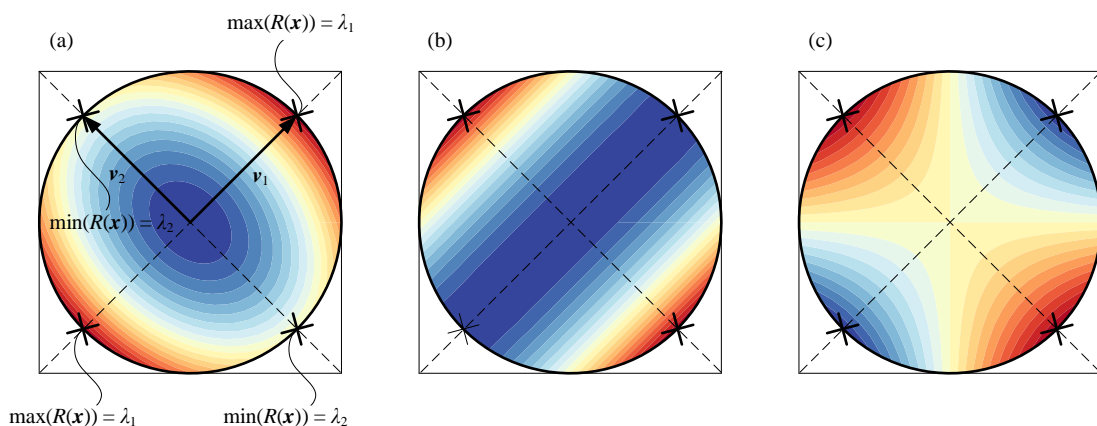 max(R(x)) = λ1
(a)
(b)
(c)
v2
v1
min(R(x)) = λ2
max(R(x)) = λ1
min(R(x)) = λ2